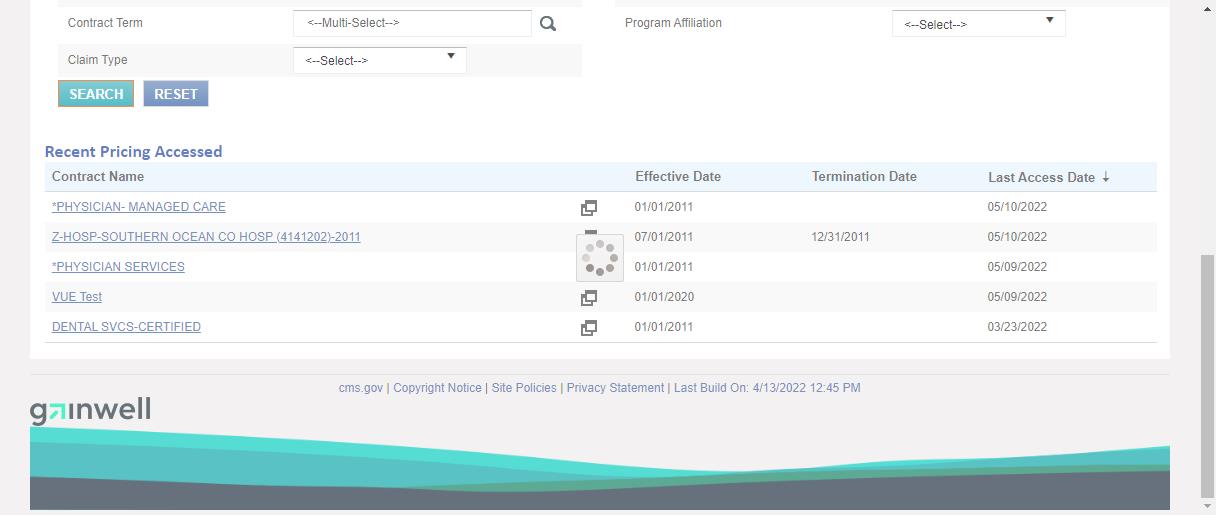 Contract Term <--Multi-Select--> Program Affiliation <--Select-->
Claim Type <--Select-->
SEARCH RESET
Recent Pricing Accessed
Contract Name Effective Date Termination Date Last Access Date ↓
*PHYSICIAN- MANAGED CARE 01/01/2011 05/10/2022
Z-HOSP-SOUTHERN OCEAN CO HOSP (4141202)-2011 07/01/2011 12/31/2011 05/10/2022
*PHYSICIAN SERVICES 01/01/2011 05/09/2022
VUE Test 01/01/2020 05/09/2022
DENTAL SVCS-CERTIFIED 01/01/2011 03/23/2022
cms.gov | Copyright Notice | Site Policies | Privacy Statement | Last Build On: 4/13/2022 12:45 PM
gainwell